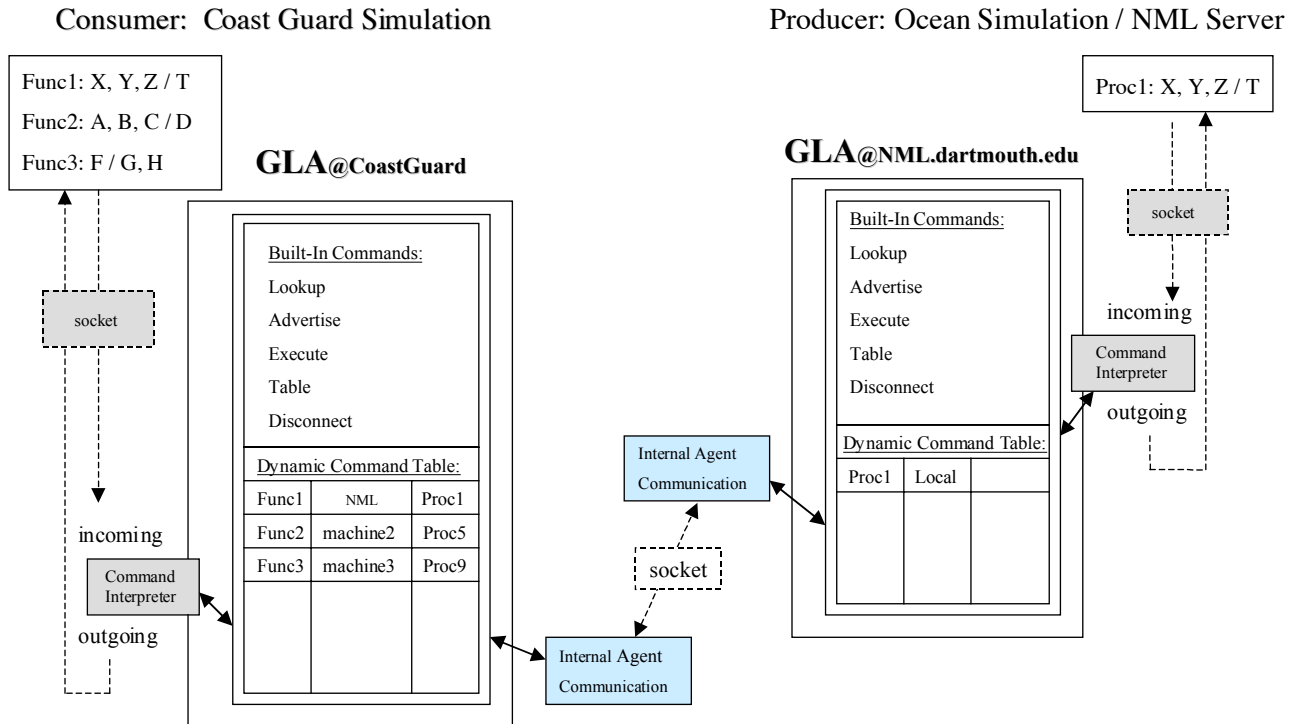 Consumer: Coast Guard Simulation
Producer: Ocean Simulation / NML Server
Func1: X, Y, Z / T
Func2: A, B, C / D
Func3: F / G, H
Proc1: X, Y, Z / T
GLA@CoastGuard
GLA@NML.dartmouth.edu
socket
Built-In Commands:
Lookup
Advertise
Execute
Table
Disconnect
Dynamic Command Table:
Func1 NML Proc1
Func2 machine2 Proc5
Func3 machine3 Proc9
incoming
Command
Interpreter
outgoing
Internal Agent
Communication
socket
Internal Agent
Communication
Built-In Commands:
Lookup
Advertise
Execute
Table
Disconnect
Dynamic Command Table:
Proc1 Local
socket
incoming
Command
Interpreter
outgoing